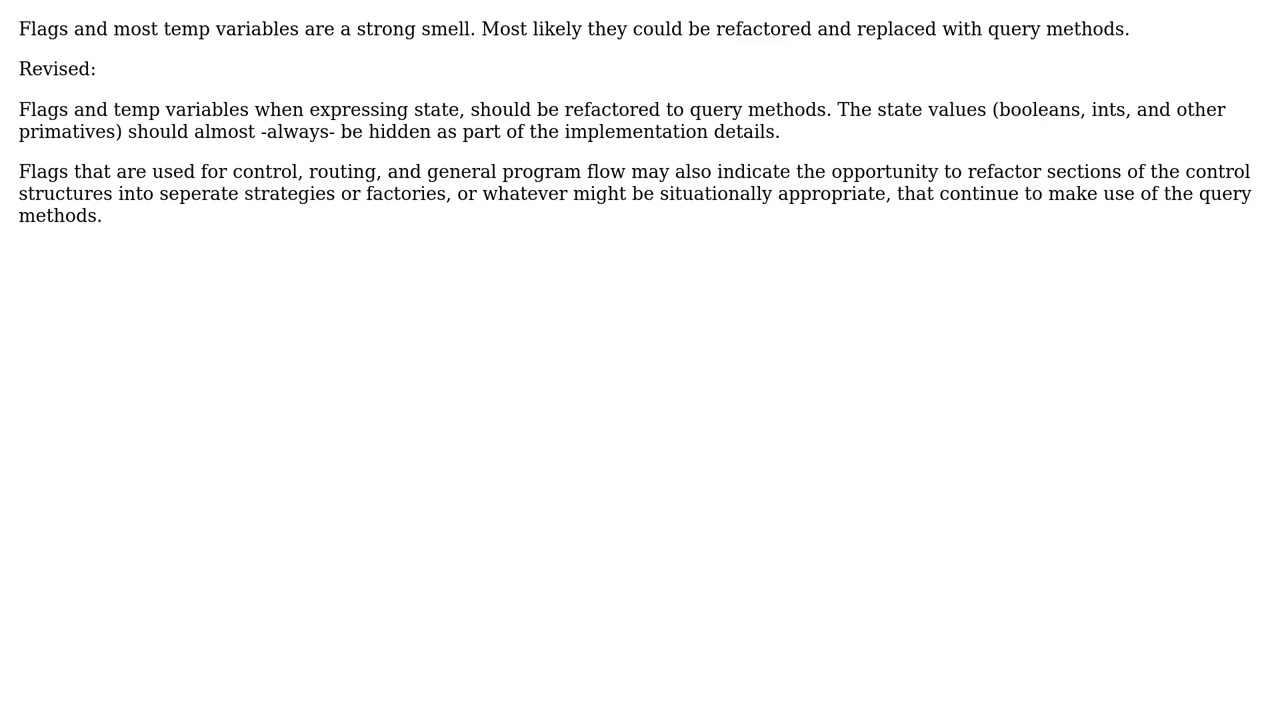 Flags and most temp variables are a strong smell. Most likely they could be refactored and replaced with query methods.
Revised:
Flags and temp variables when expressing state, should be refactored to query methods. The state values (booleans, ints, and other
primatives) should almost -always- be hidden as part of the implementation details.
Flags that are used for control, routing, and general program flow may also indicate the opportunity to refactor sections of the control
structures into seperate strategies or factories, or whatever might be situationally appropriate, that continue to make use of the query
methods.